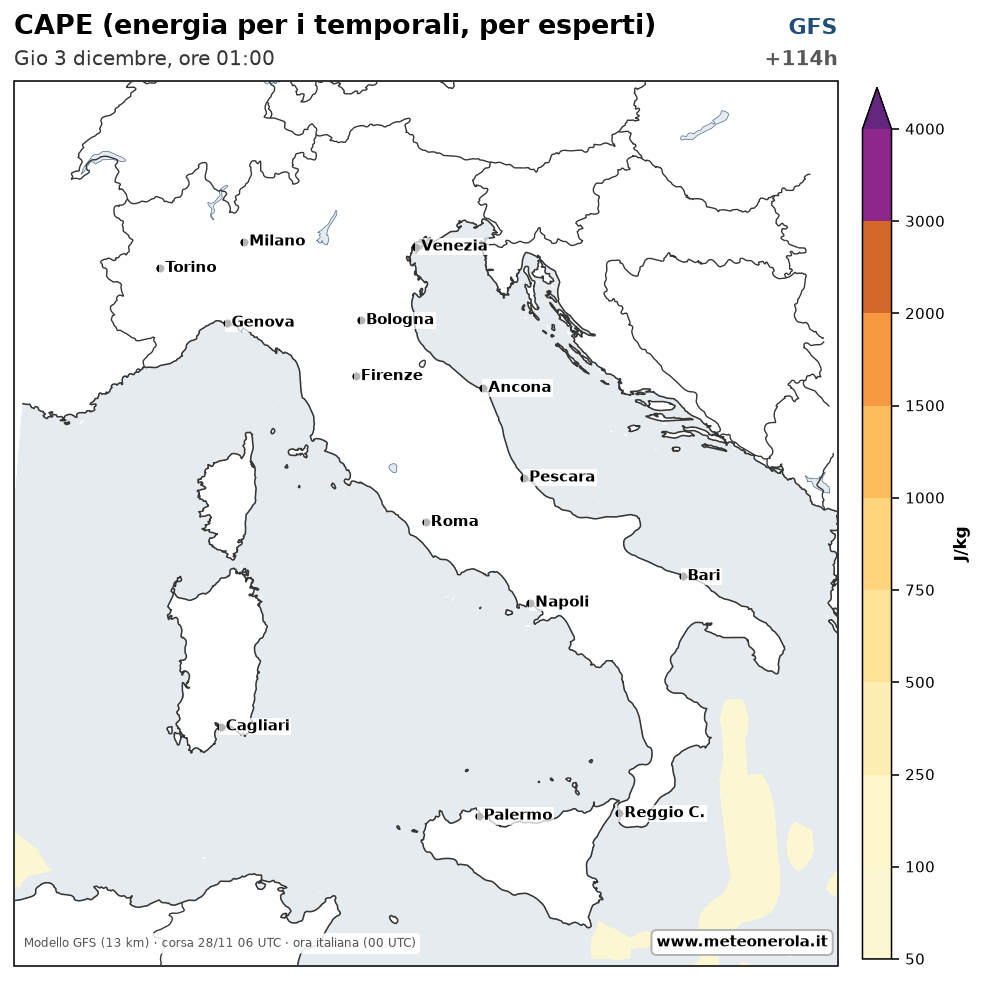 CAPE (energia per i temporali, per esperti)
GFS
Gio 3 dicembre, ore 01:00
+114h
4000
3000
2000
1500
1000
750
500
250
100
50
J/kg
Milano
Venezia
Torino
Genova
Bologna
Firenze
Ancona
Pescara
Roma
Bari
Napoli
Cagliari
Palermo
Reggio C.
Modello GFS (13 km) · corsa 28/11 06 UTC · ora italiana (00 UTC)
www.meteonerola.it